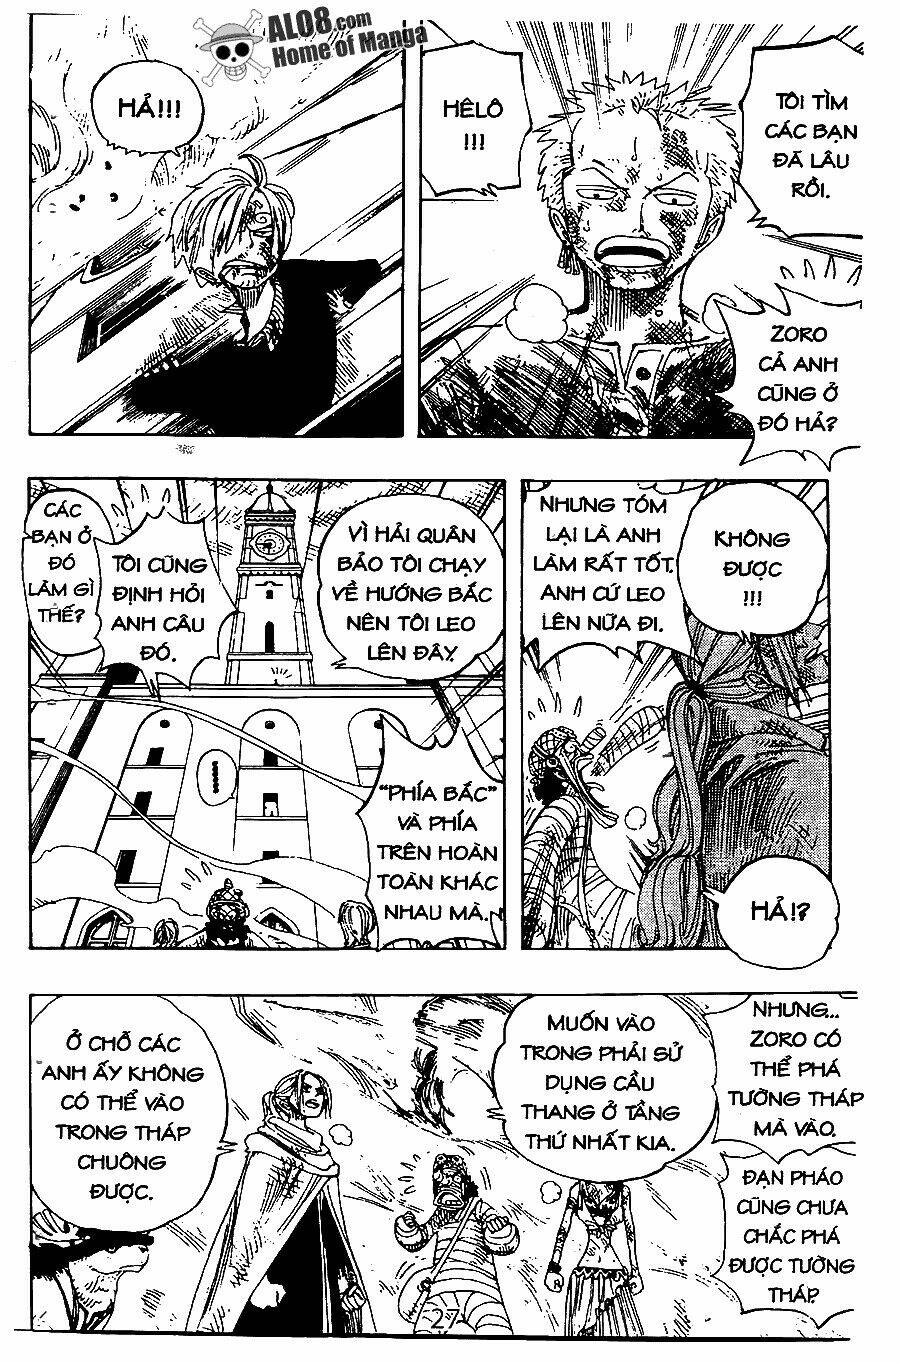 AL08.com
Home of Manga
HẢ!!!
HÊLÔ
!!!
TÔI TÌM
CÁC BẠN
ĐÃ LÂU
RỒI.
ZORO
CẢ ANH
CŨNG Ở
ĐÓ HẢ?
CÁC
BẠN Ở
ĐÓ
LÀM GÌ
THẾ?
TÔI CŨNG
ĐỊNH HỎI
ANH CÂU
ĐÓ.
VÌ HẢI QUÂN
BẢO TÔI CHẠY
VỀ HƯỚNG BẮC
NÊN TÔI LEO
LÊN ĐÂY.
"PHÍA BẮC"
VÀ PHÍA
TRÊN HOÀN
TOÀN KHÁC
NHAU MÀ.
NHƯNG TÓM
LẠI LÀ ANH
LÀM RẤT TỐT.
ANH CỨ LEO
LÊN NỮA ĐI.
KHÔNG
ĐƯỢC
!!!
HẢ!?
Ở CHỖ CÁC
ANH ẤY KHÔNG
CÓ THỂ VÀO
TRONG THÁP
CHUÔNG
ĐƯỢC.
MUỐN VÀO
TRONG PHẢI SỬ
DỤNG CẦU
THANG Ở TẦNG
THỨ NHẤT KIA.
NHƯNG...
ZORO CÓ
THỂ PHÁ
TƯỜNG THÁP
MÀ VÀO.
ĐẠN PHÁO
CŨNG CHƯA
CHẮC PHÁ
ĐƯỢC TƯỜNG
THÁP.
27